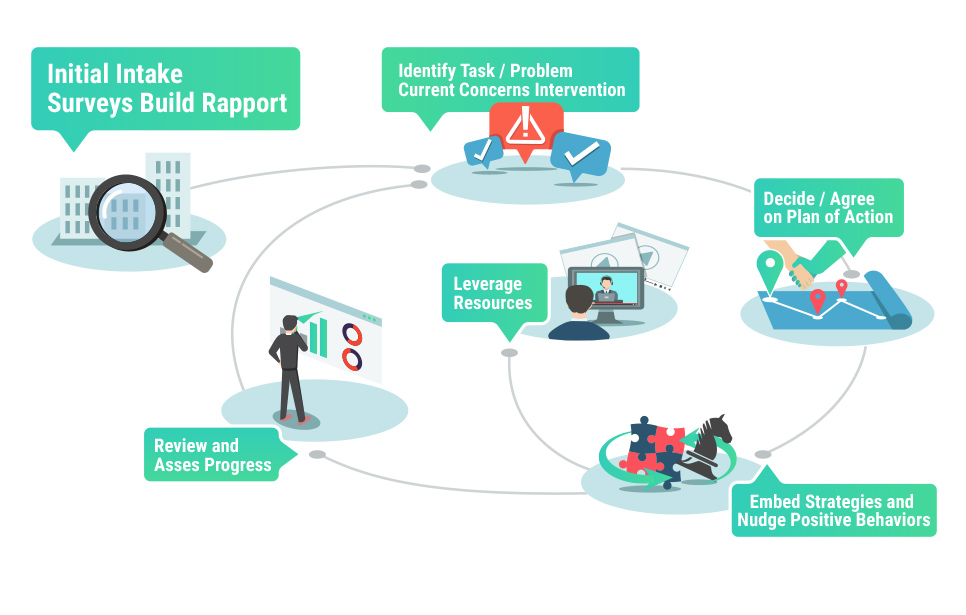 Initial Intake
Surveys Build Rapport
Identify Task / Problem
Current Concerns Intervention
Decide / Agree
on Plan of Action
Leverage
Resources
Review and
Asses Progress
Embed Strategies and
Nudge Positive Behaviors